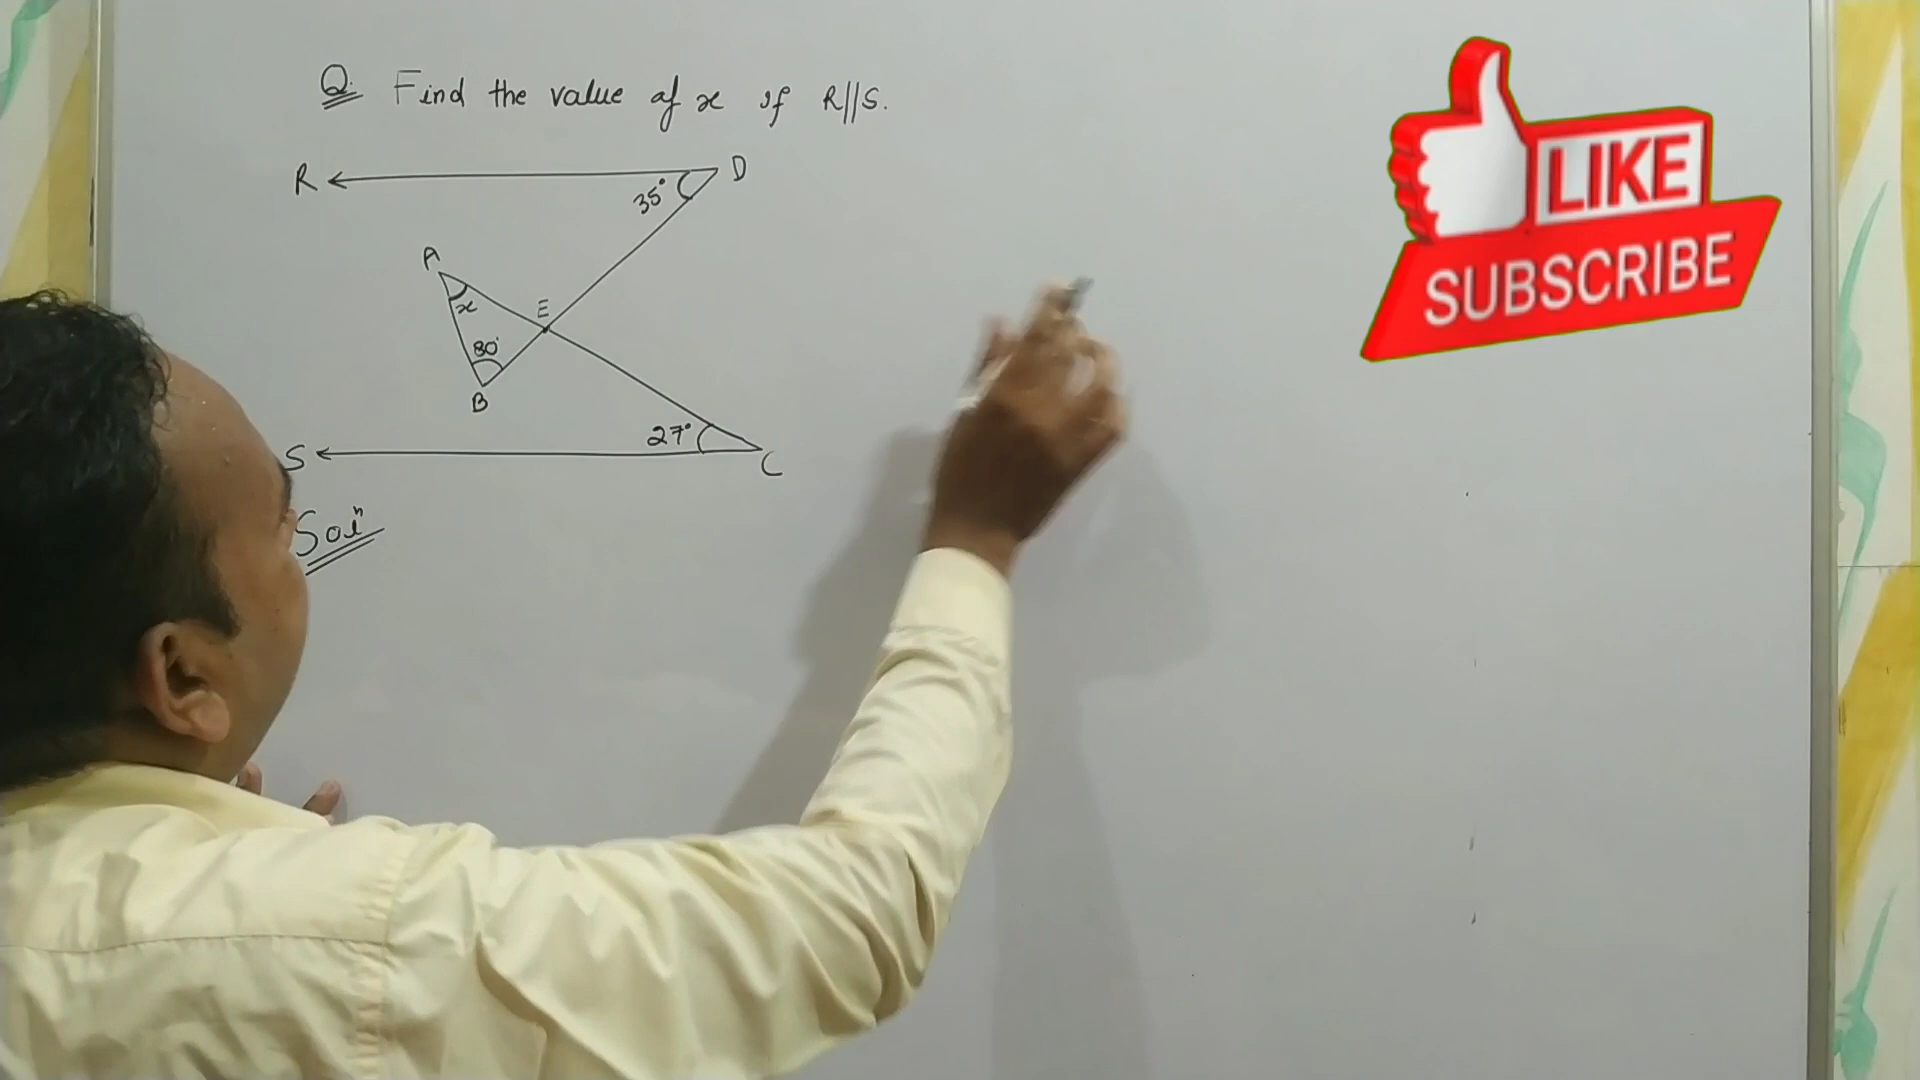 Q. Find the value of x if R||S.
R
D
35°
A
x
E
80°
B
27°
S
C
Solⁿ
LIKE
SUBSCRIBE